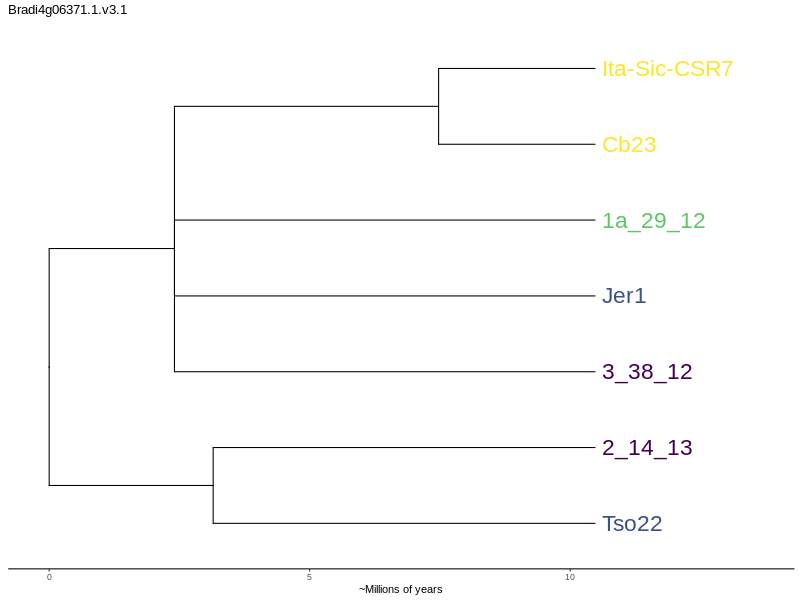 Bradi4g06371.1.v3.1
Ita-Sic-CSR7
Cb23
1a_29_12
Jer1
3_38_12
2_14_13
Tso22
0 5 10
~Millions of years